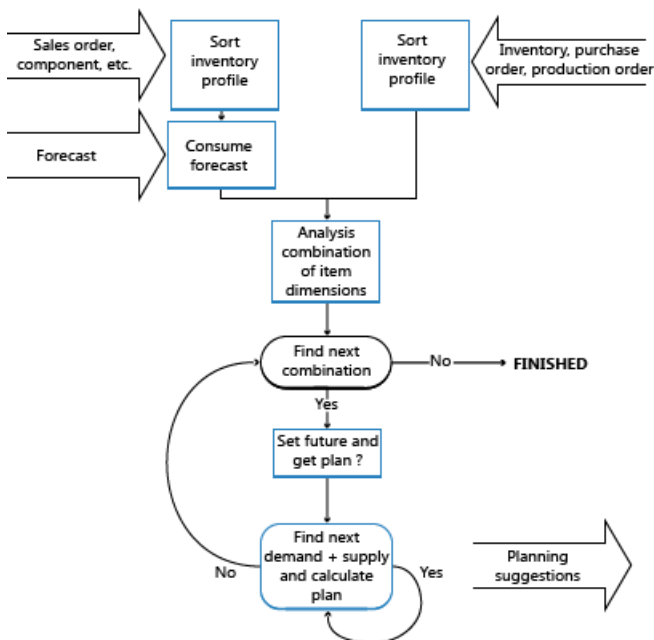 Sales order,
component, etc.
Sort
inventory
profile
Sort
inventory
profile
Inventory, purchase
order, production order
Forecast
Consume
forecast
Analysis
combination
of item
dimensions
Find next
combination
No
FINISHED
Yes
Set future and
get plan ?
Find next
demand + supply
and calculate
plan
No
Yes
Planning
suggestions